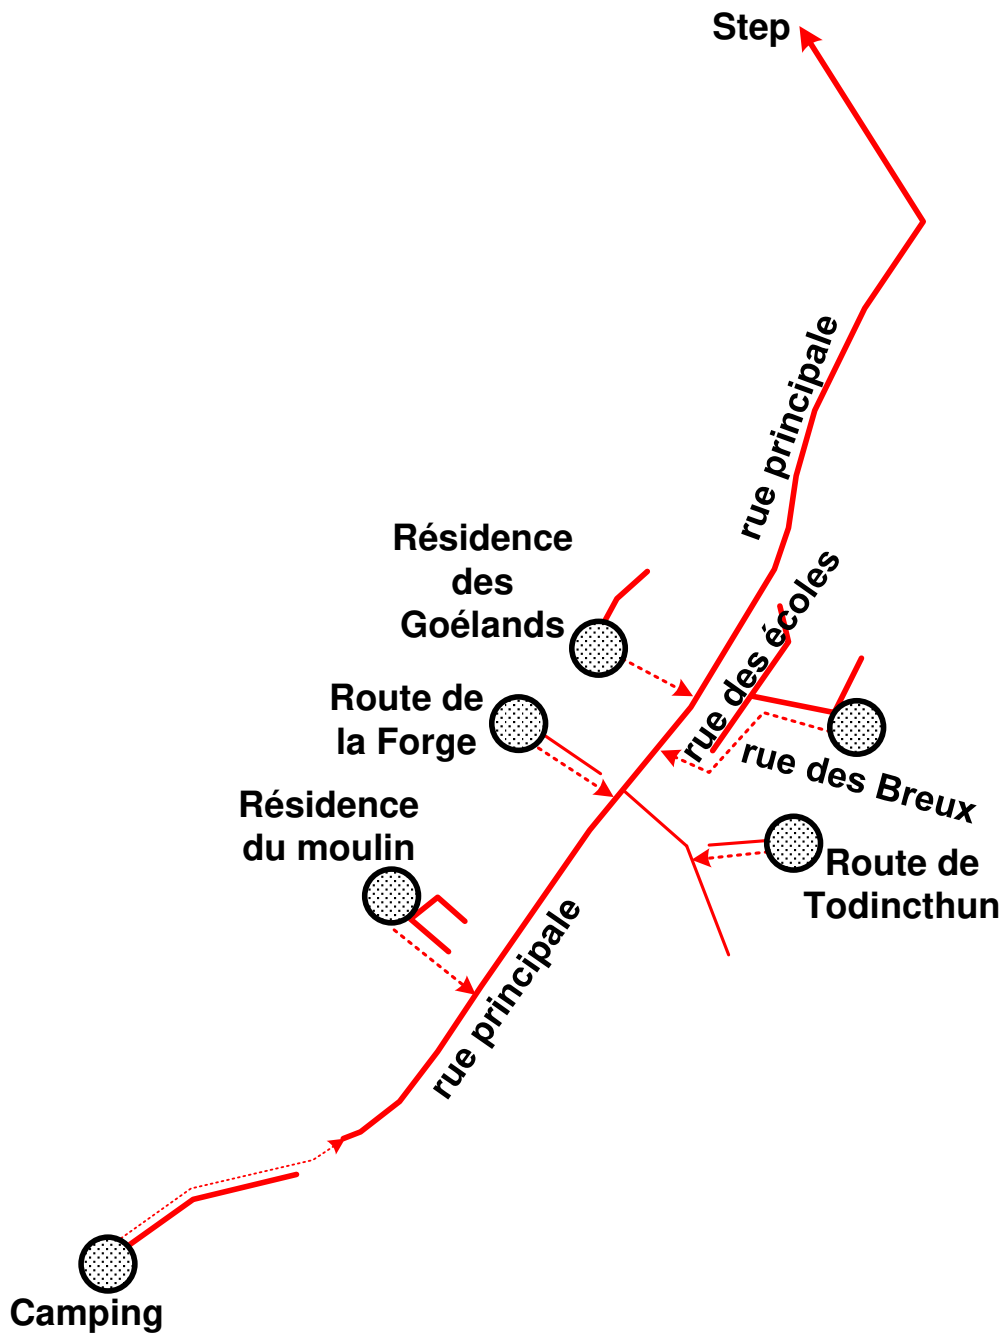 Step
rue principale
Résidence
des
Goélands
rue des écoles
Route de
la Forge
rue des Breux
Résidence
du moulin
Route de
Todincthun
rue principale
Camping